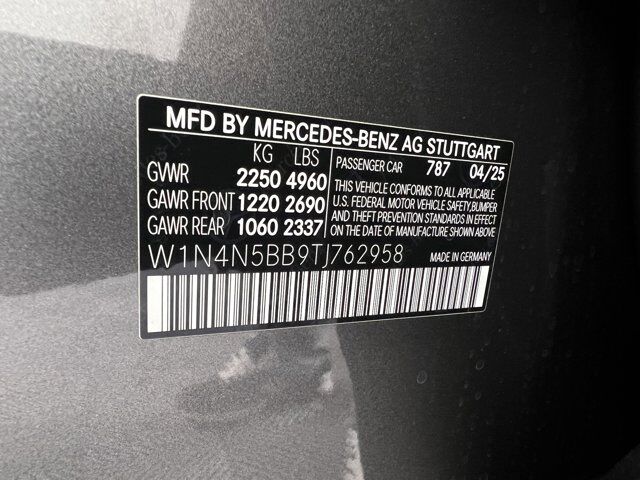 MFD BY MERCEDES-BENZ AG STUTTGART
KG LBS
GWVR 2250 4960
GAWR FRONT 1220 2690
GAWR REAR 1060 2337
PASSENGER CAR 787 04/25
THIS VEHICLE CONFORMS TO ALL APPLICABLE
U.S. FEDERAL MOTOR VEHICLE SAFETY, BUMPER
AND THEFT PREVENTION STANDARDS IN EFFECT
ON THE DATE OF MANUFACTURE SHOWN ABOVE.
W1N4N5BB9TJ762958
MADE IN GERMANY